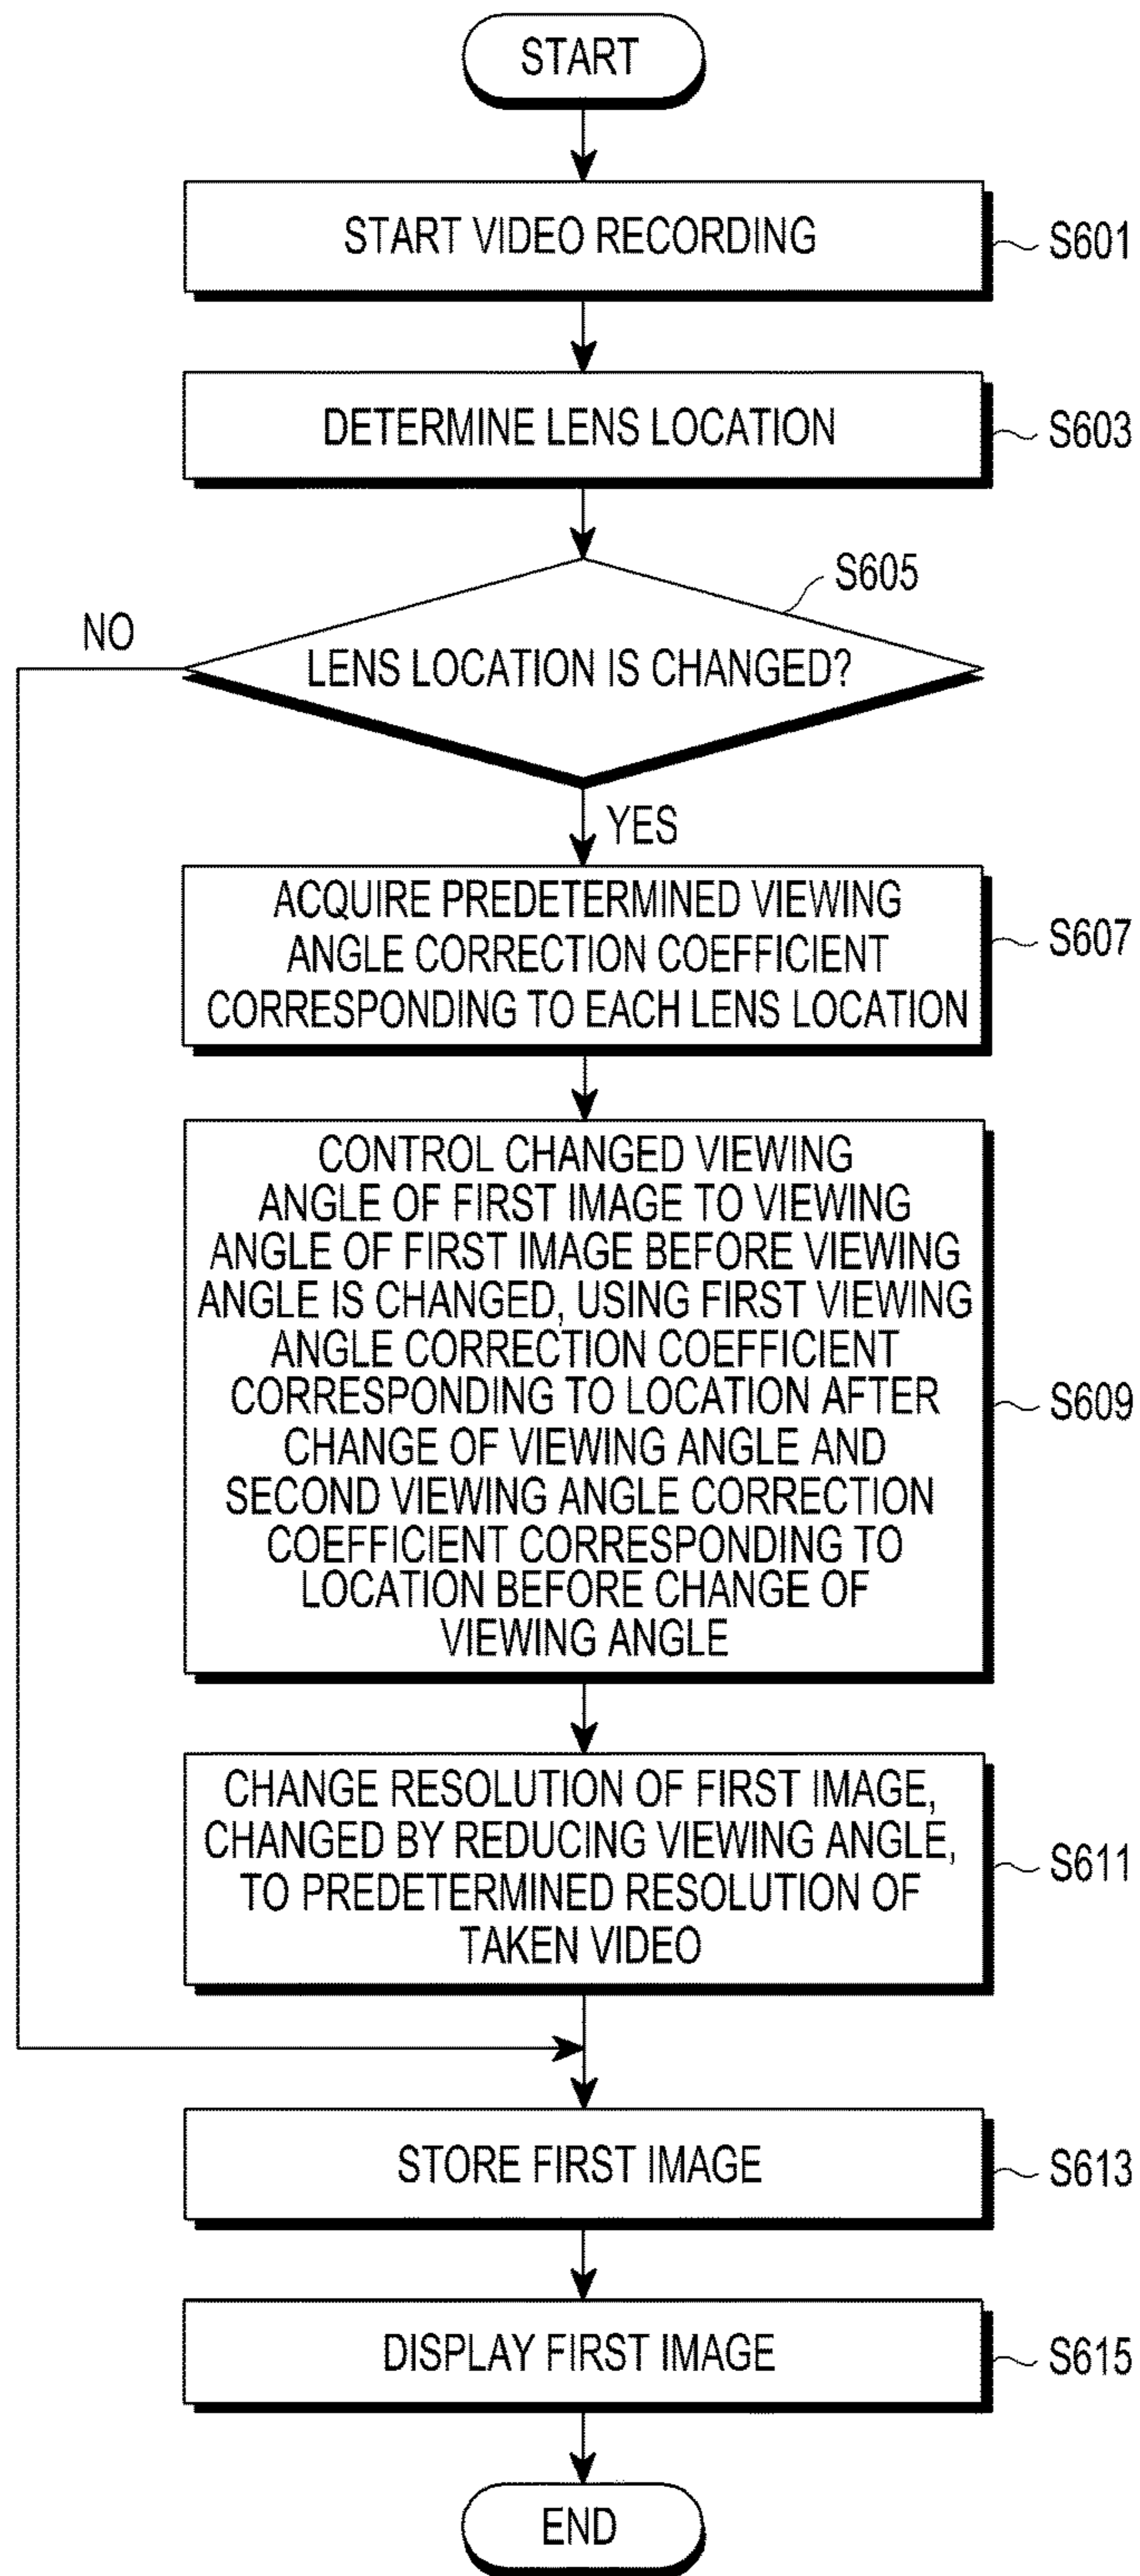 START
START VIDEO RECORDING
S601
DETERMINE LENS LOCATION
S603
S605
NO
LENS LOCATION IS CHANGED?
YES
ACQUIRE PREDETERMINED VIEWING
ANGLE CORRECTION COEFFICIENT
CORRESPONDING TO EACH LENS LOCATION
S607
CONTROL CHANGED VIEWING
ANGLE OF FIRST IMAGE TO VIEWING
ANGLE OF FIRST IMAGE BEFORE VIEWING
ANGLE IS CHANGED, USING FIRST VIEWING
ANGLE CORRECTION COEFFICIENT
CORRESPONDING TO LOCATION AFTER
CHANGE OF VIEWING ANGLE AND
SECOND VIEWING ANGLE CORRECTION
COEFFICIENT CORRESPONDING TO
LOCATION BEFORE CHANGE OF
VIEWING ANGLE
S609
CHANGE RESOLUTION OF FIRST IMAGE,
CHANGED BY REDUCING VIEWING ANGLE,
TO PREDETERMINED RESOLUTION OF
TAKEN VIDEO
S611
STORE FIRST IMAGE
S613
DISPLAY FIRST IMAGE
S615
END